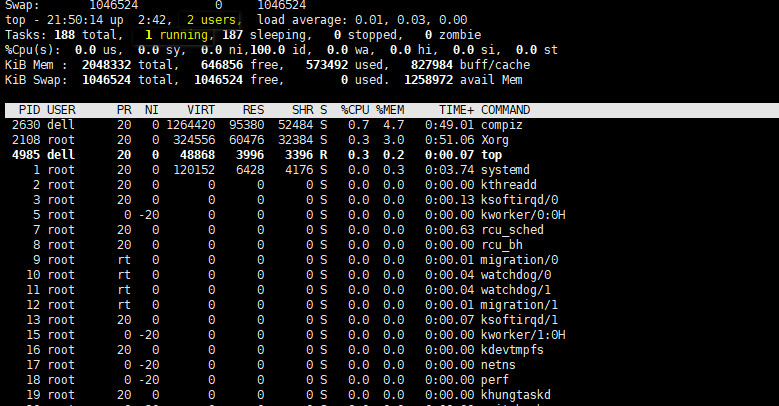 Swap:       1046524           0     1046524
top - 21:50:14 up  2:42,  2 users,  load average: 0.01, 0.03, 0.00
Tasks: 188 total,   1 running, 187 sleeping,   0 stopped,   0 zombie
%Cpu(s):  0.0 us,  0.0 sy,  0.0 ni,100.0 id,  0.0 wa,  0.0 hi,  0.0 si,  0.0 st
KiB Mem :  2048332 total,   646856 free,   573492 used,   827984 buff/cache
KiB Swap:  1046524 total,  1046524 free,        0 used.  1258972 avail Mem
PID USER      PR  NI    VIRT    RES    SHR S  %CPU %MEM     TIME+ COMMAND
2630 dell      20   0 1264420  95380  52484 S   0.7  4.7   0:49.01 compiz
2108 root      20   0  324556  60476  32384 S   0.3  3.0   0:51.06 Xorg
4985 dell      20   0   48868   3996   3396 R   0.3  0.2   0:00.07 top
1 root      20   0  120152   6428   4176 S   0.0  0.3   0:03.74 systemd
2 root      20   0       0      0      0 S   0.0  0.0   0:00.00 kthreadd
3 root      20   0       0      0      0 S   0.0  0.0   0:00.13 ksoftirqd/0
5 root       0 -20       0      0      0 S   0.0  0.0   0:00.00 kworker/0:0H
7 root      20   0       0      0      0 S   0.0  0.0   0:00.63 rcu_sched
8 root      20   0       0      0      0 S   0.0  0.0   0:00.00 rcu_bh
9 root      rt   0       0      0      0 S   0.0  0.0   0:00.01 migration/0
10 root      rt   0       0      0      0 S   0.0  0.0   0:00.04 watchdog/0
11 root      rt   0       0      0      0 S   0.0  0.0   0:00.04 watchdog/1
12 root      rt   0       0      0      0 S   0.0  0.0   0:00.01 migration/1
13 root      20   0       0      0      0 S   0.0  0.0   0:00.07 ksoftirqd/1
15 root       0 -20       0      0      0 S   0.0  0.0   0:00.00 kworker/1:0H
16 root      20   0       0      0      0 S   0.0  0.0   0:00.00 kdevtmpfs
17 root       0 -20       0      0      0 S   0.0  0.0   0:00.00 netns
18 root       0 -20       0      0      0 S   0.0  0.0   0:00.00 perf
19 root      20   0       0      0      0 S   0.0  0.0   0:00.00 khungtaskd